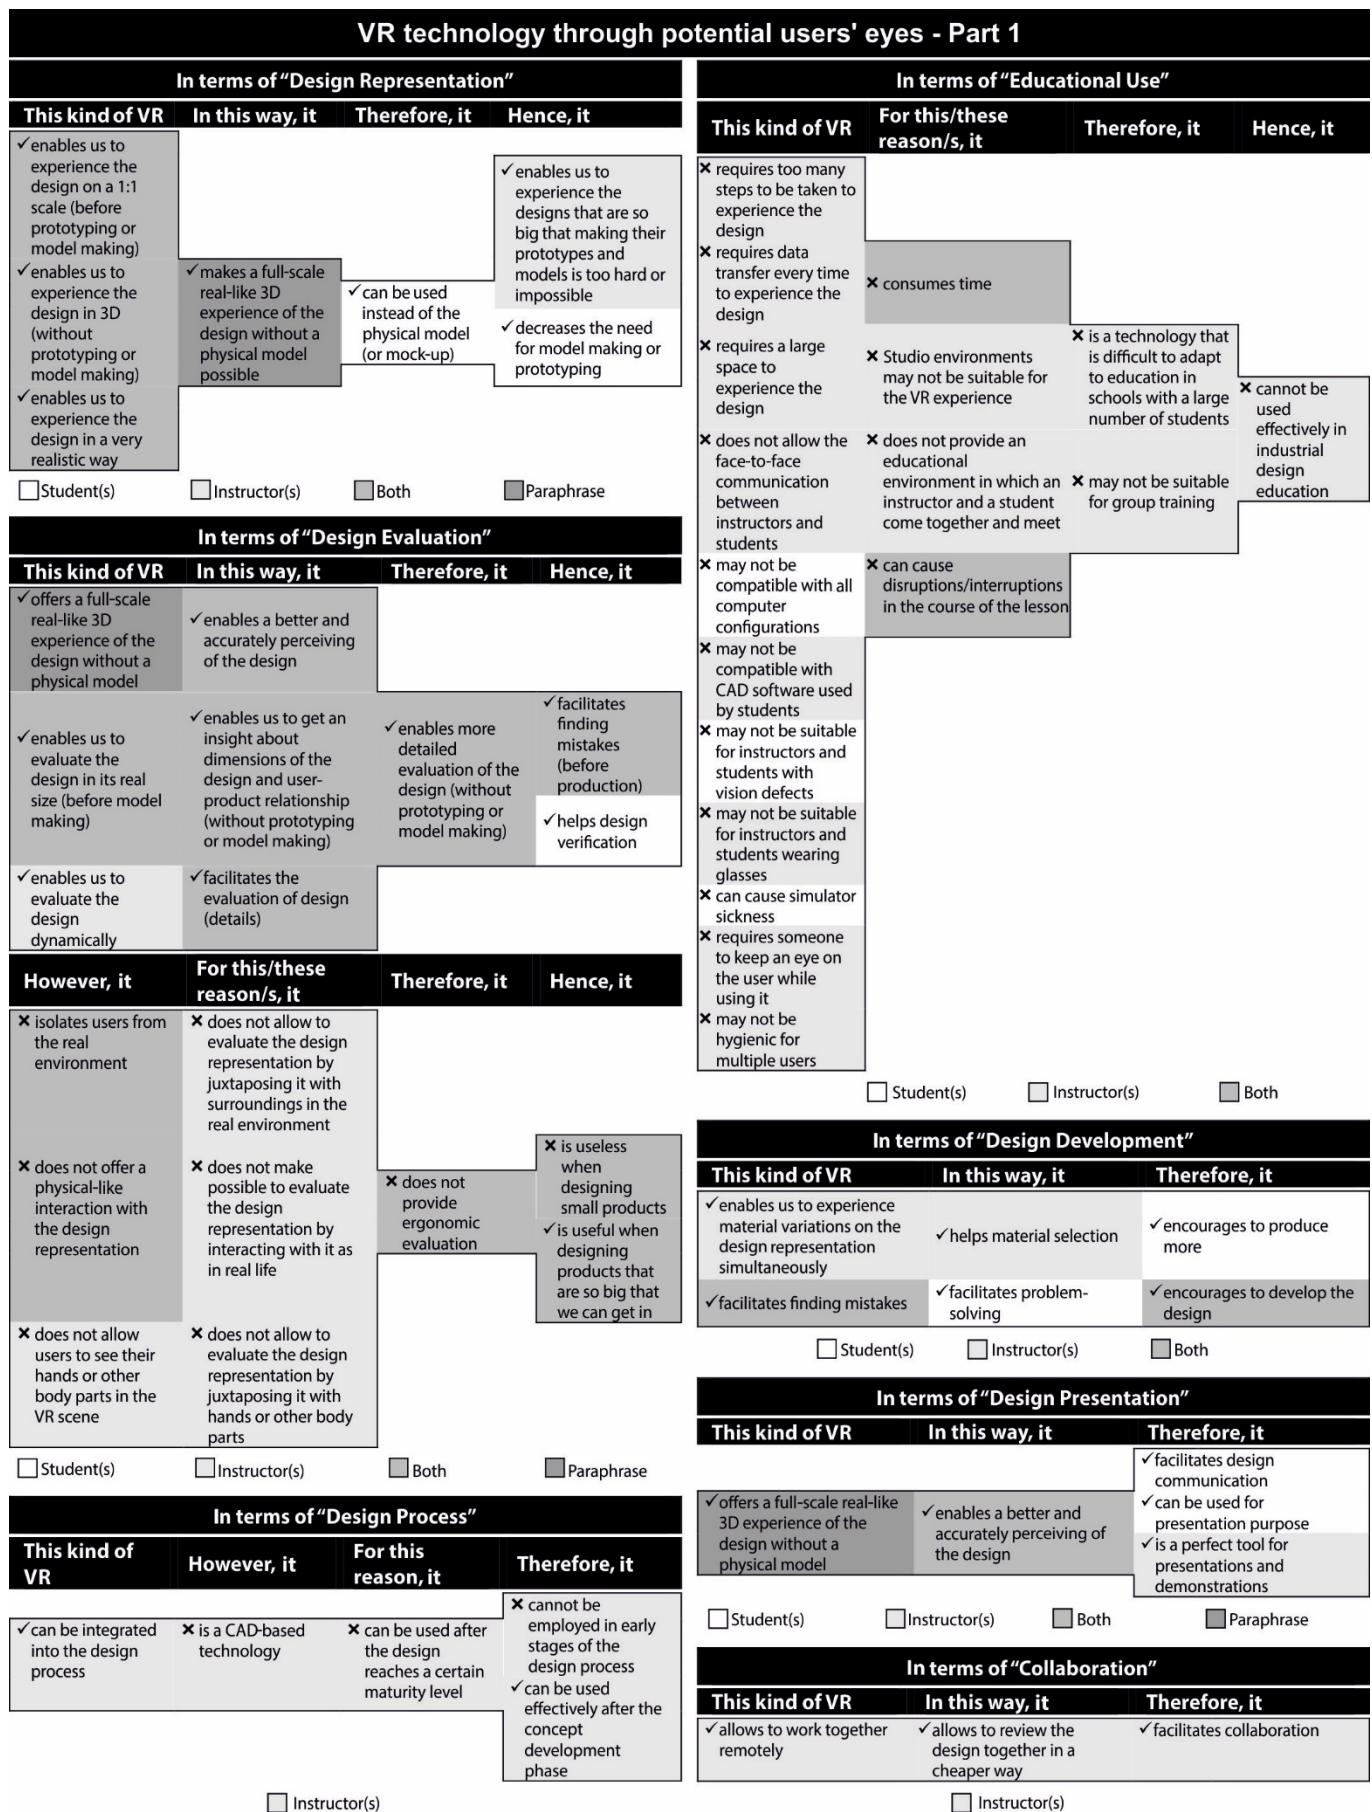 VR technology through potential users' eyes - Part 1
In terms of “Design Representation”
This kind of VR
In this way, it
Therefore, it
Hence, it
✓enables us to
experience the
design on a 1:1
scale (before
prototyping or
model making)
✓enables us to
experience the
design in 3D
(without
prototyping or
model making)
✓enables us to
experience the
design in a very
realistic way
✓makes a full-scale
real-like 3D
experience of the
design without a
physical model
possible
✓can be used
instead of the
physical model
(or mock-up)
✓enables us to
experience the
designs that are so
big that making their
prototypes and
models is too hard or
impossible
✓decreases the need
for model making or
prototyping
Student(s)
Instructor(s)
Both
Paraphrase
In terms of “Design Evaluation”
This kind of VR
In this way, it
Therefore, it
Hence, it
✓offers a full-scale
real-like 3D
experience of the
design without a
physical model
✓enables us to
evaluate the
design in its real
size (before model
making)
✓enables us to
evaluate the
design
dynamically
✓enables a better and
accurately perceiving
of the design
✓enables us to get an
insight about
dimensions of the
design and user-
product relationship
(without prototyping
or model making)
✓facilitates the
evaluation of design
(details)
✓enables more
detailed
evaluation of the
design (without
prototyping or
model making)
✓facilitates
finding
mistakes
(before
production)
✓helps design
verification
However, it
For this/these
reason/s, it
Therefore, it
Hence, it
✖ isolates users from
the real
environment
✖ does not offer a
physical-like
interaction with the
design
representation
✖ does not allow
users to see their
hands or other
body parts in the
VR scene
✖ does not allow to
evaluate the design
representation by
juxtaposing it with
surroundings in the
real environment
✖ does not make
possible to evaluate
the design
representation by
interacting with it as
in real life
✖ does not allow to
evaluate the design
representation by
juxtaposing it with
hands or other body
parts
✖ does not
provide
ergonomic
evaluation
✖ is useless
when
designing
small products
✓is useful when
designing
products that
are so big that
we can get in
Student(s)
Instructor(s)
Both
Paraphrase
In terms of “Design Process”
This kind of
VR
However, it
For this
reason, it
Therefore, it
✓can be integrated
into the design
process
✖ is a CAD-based
technology
✖ can be used after
the design
reaches a certain
maturity level
✖ cannot be
employed in early
stages of the
design process
✓can be used
effectively after the
concept
development
phase
Instructor(s)
In terms of “Educational Use”
This kind of VR
For this/these
reason/s, it
Therefore, it
Hence, it
✖ requires too many
steps to be taken to
experience the
design
✖ requires data
transfer every time
to experience the
design
✖ requires a large
space to
experience the
design
✖ does not allow the
face-to-face
communication
between
instructors and
students
✖ may not be
compatible with all
computer
configurations
✖ may not be
compatible with
CAD software used
by students
✖ may not be suitable
for instructors and
students with
vision defects
✖ may not be suitable
for instructors and
students wearing
glasses
✖ can cause simulator
sickness
✖ requires someone
to keep an eye on
the user while
using it
✖ may not be
hygienic for
multiple users
✖ consumes time
✖ Studio environments
may not be suitable for
the VR experience
✖ does not provide an
educational
environment in which an
instructor and a student
come together and meet
✖ can cause
disruptions/interruptions
in the course of the lesson
✖ is a technology that
is difficult to adapt
to education in
schools with a large
number of students
✖ may not be suitable
for group training
✖ cannot be
used
effectively in
industrial
design
education
Student(s)
Instructor(s)
Both
In terms of “Design Development”
This kind of VR
In this way, it
Therefore, it
✓enables us to experience
material variations on the
design representation
simultaneously
✓helps material selection
✓encourages to produce
more
✓facilitates finding mistakes
✓facilitates problem-
solving
✓encourages to develop the
design
Student(s)
Instructor(s)
Both
In terms of “Design Presentation”
This kind of VR
In this way, it
Therefore, it
✓offers a full-scale real-like
3D experience of the
design without a
physical model
✓enables a better and
accurately perceiving of
the design
✓facilitates design
communication
✓can be used for
presentation purpose
✓is a perfect tool for
presentations and
demonstrations
Student(s)
Instructor(s)
Both
Paraphrase
In terms of “Collaboration”
This kind of VR
In this way, it
Therefore, it
✓allows to work together
remotely
✓allows to review the
design together in a
cheaper way
✓facilitates collaboration
Instructor(s)